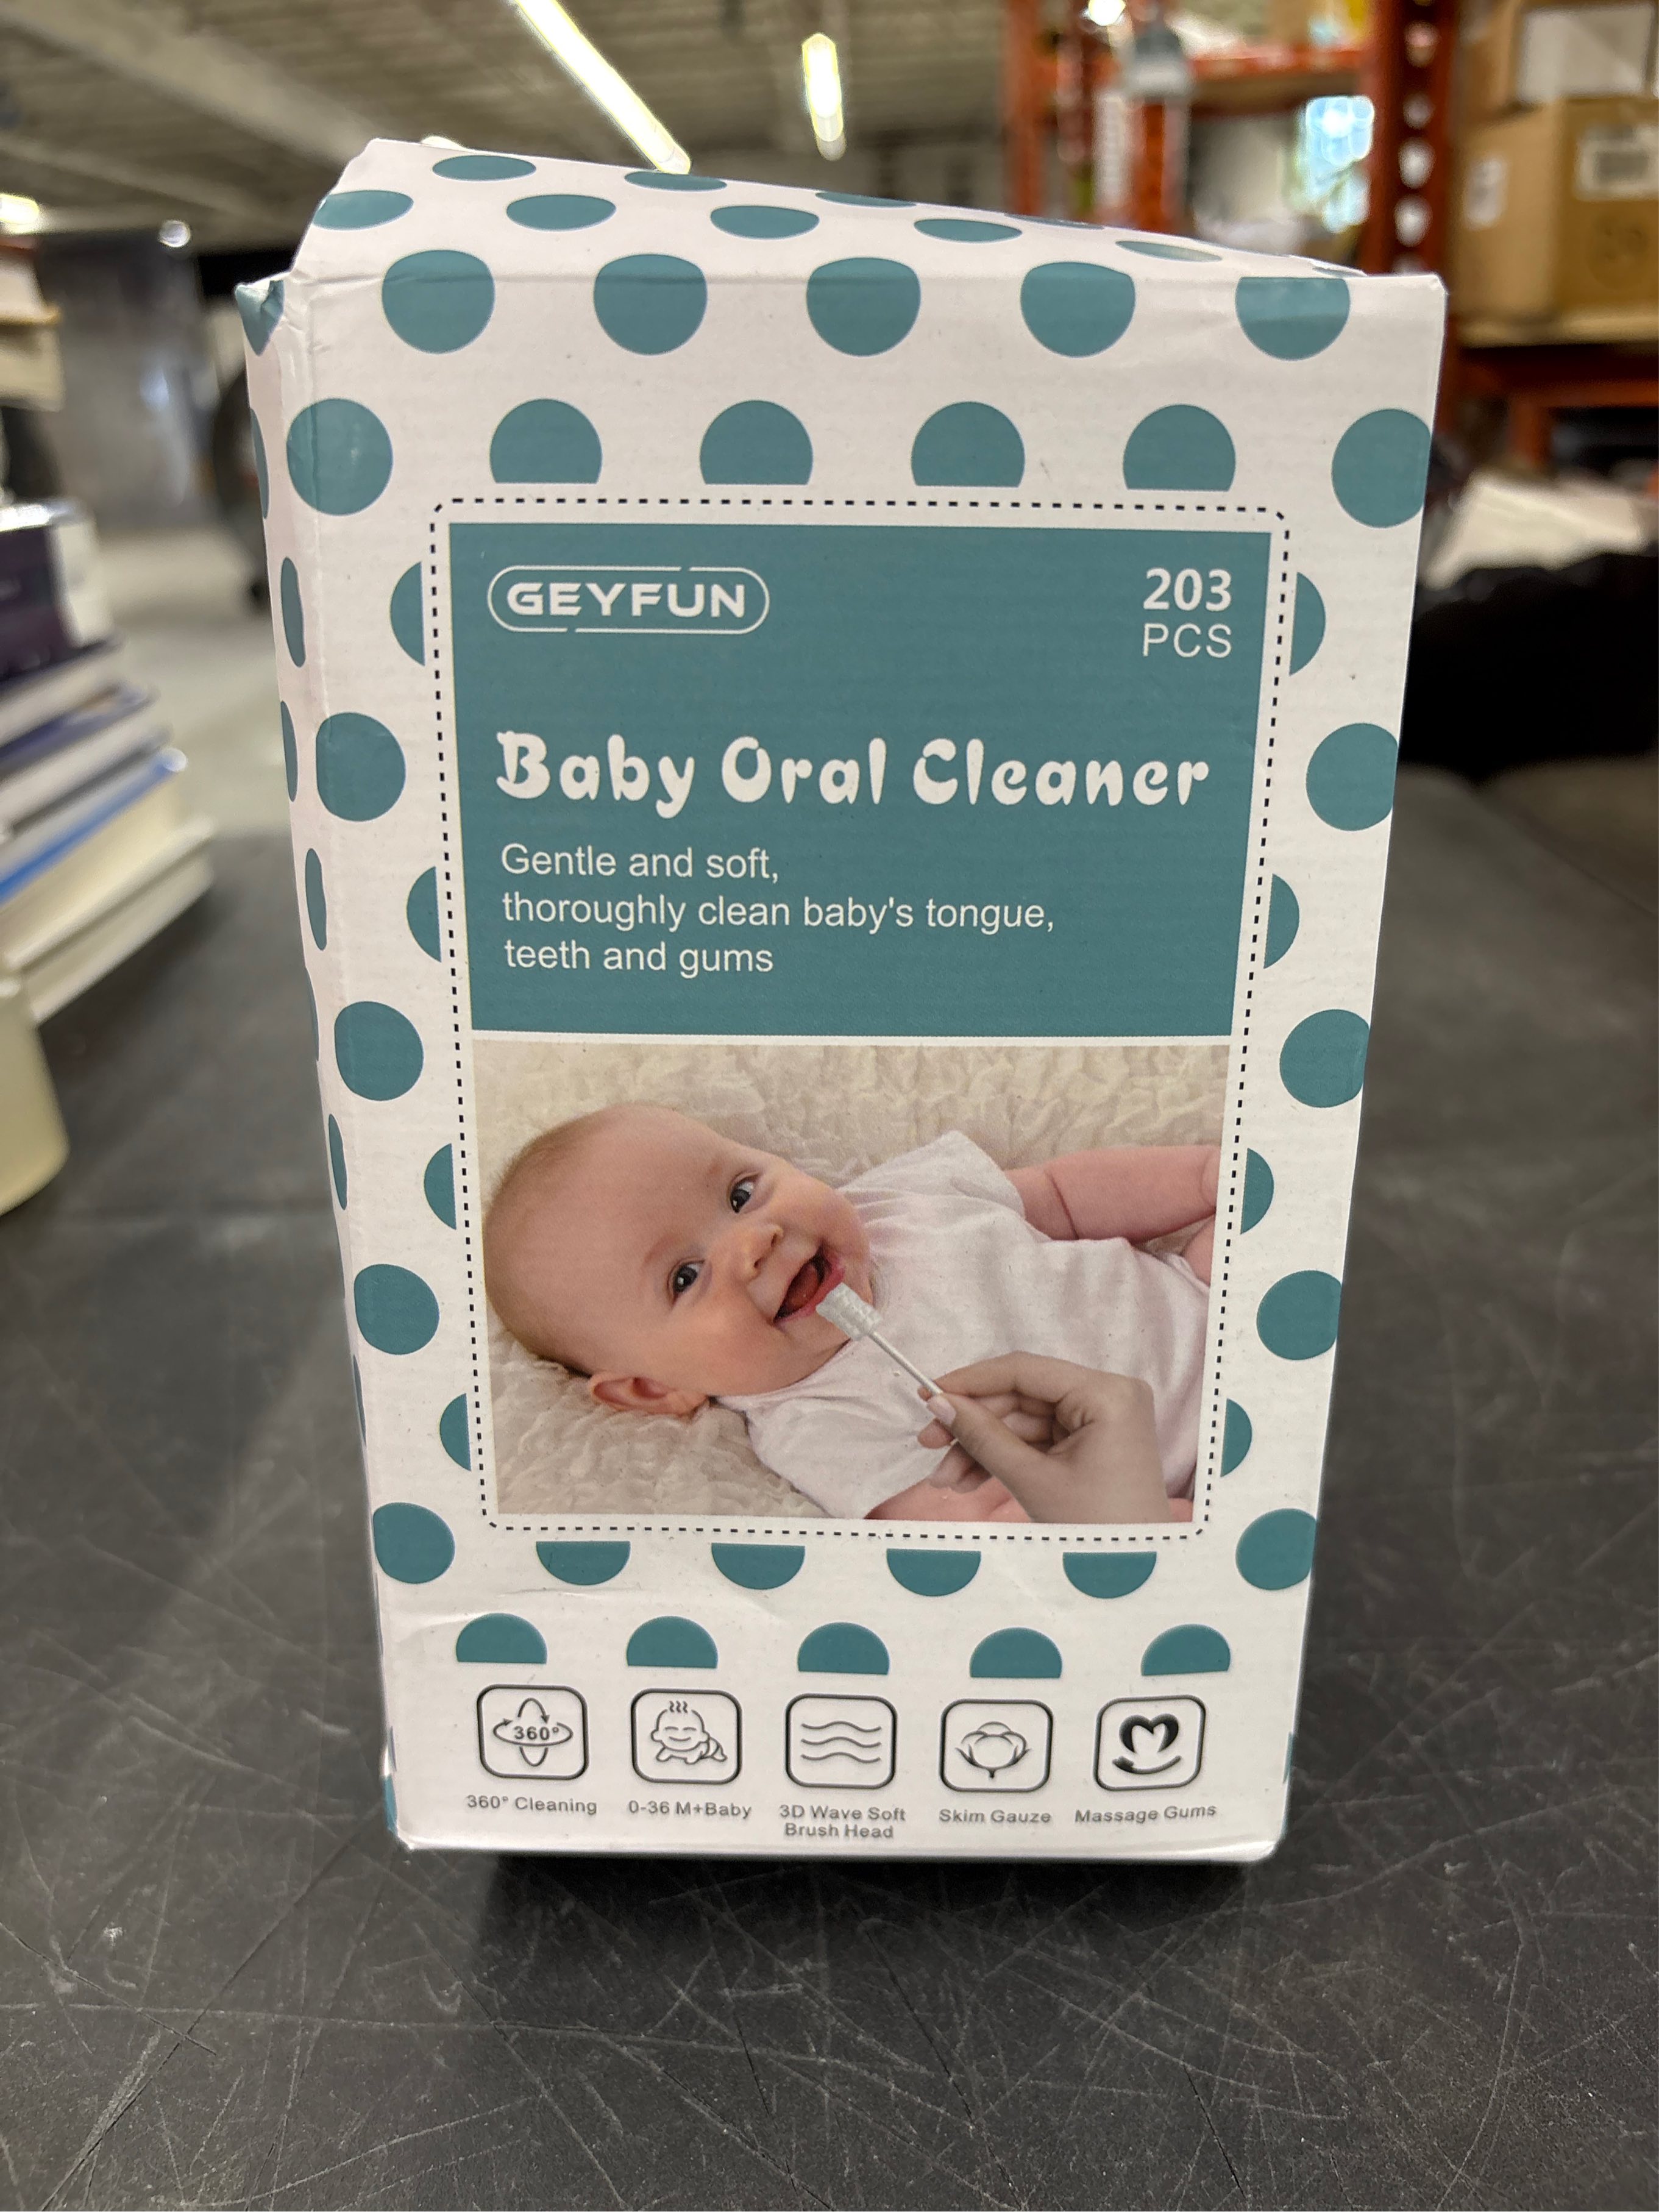 GEYFUN
203
PCS
Baby Oral Cleaner
Gentle and soft,
thoroughly clean baby's tongue,
teeth and gums
360°
360° Cleaning
0-36 M+Baby
3D Wave Soft
Brush Head
Skim Gauze
Massage Gums